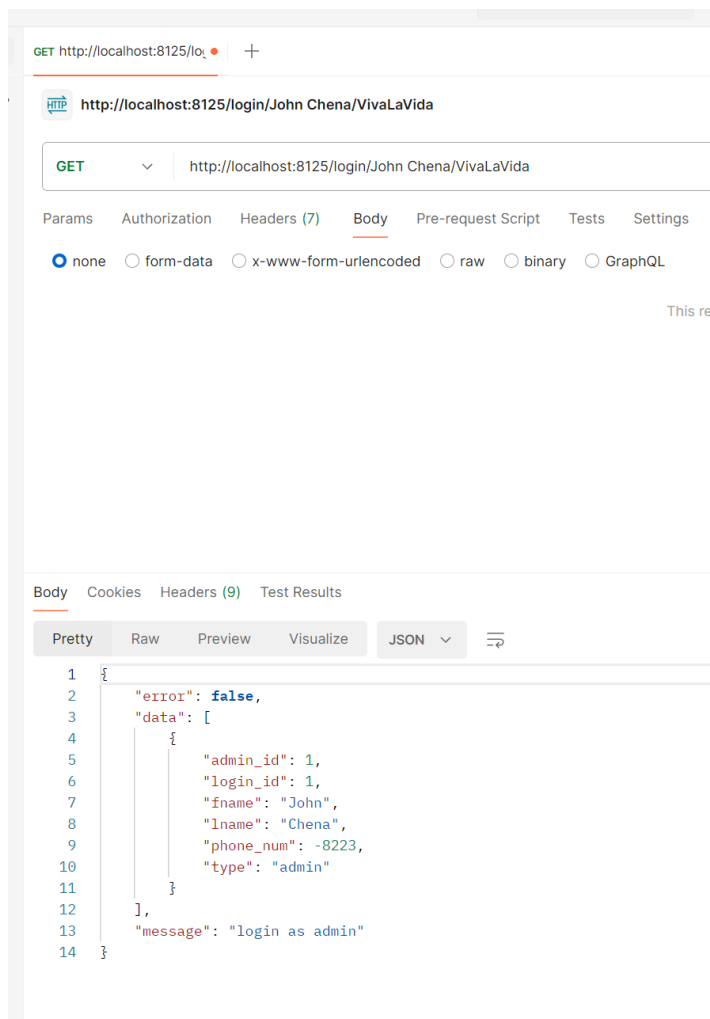 GET http://localhost:8125/log
http://localhost:8125/login/John Chena/VivaLaVida
GET http://localhost:8125/login/John Chena/VivaLaVida
Params Authorization Headers (7) Body Pre-request Script Tests Settings
none form-data x-www-form-urlencoded raw binary GraphQL
This re
Body Cookies Headers (9) Test Results
Pretty Raw Preview Visualize JSON
1 {
2 "error": false,
3 "data": [
4 {
5 "admin_id": 1,
6 "login_id": 1,
7 "fname": "John",
8 "lname": "Chena",
9 "phone_num": -8223,
10 "type": "admin"
11 }
12 ],
13 "message": "login as admin"
14 }